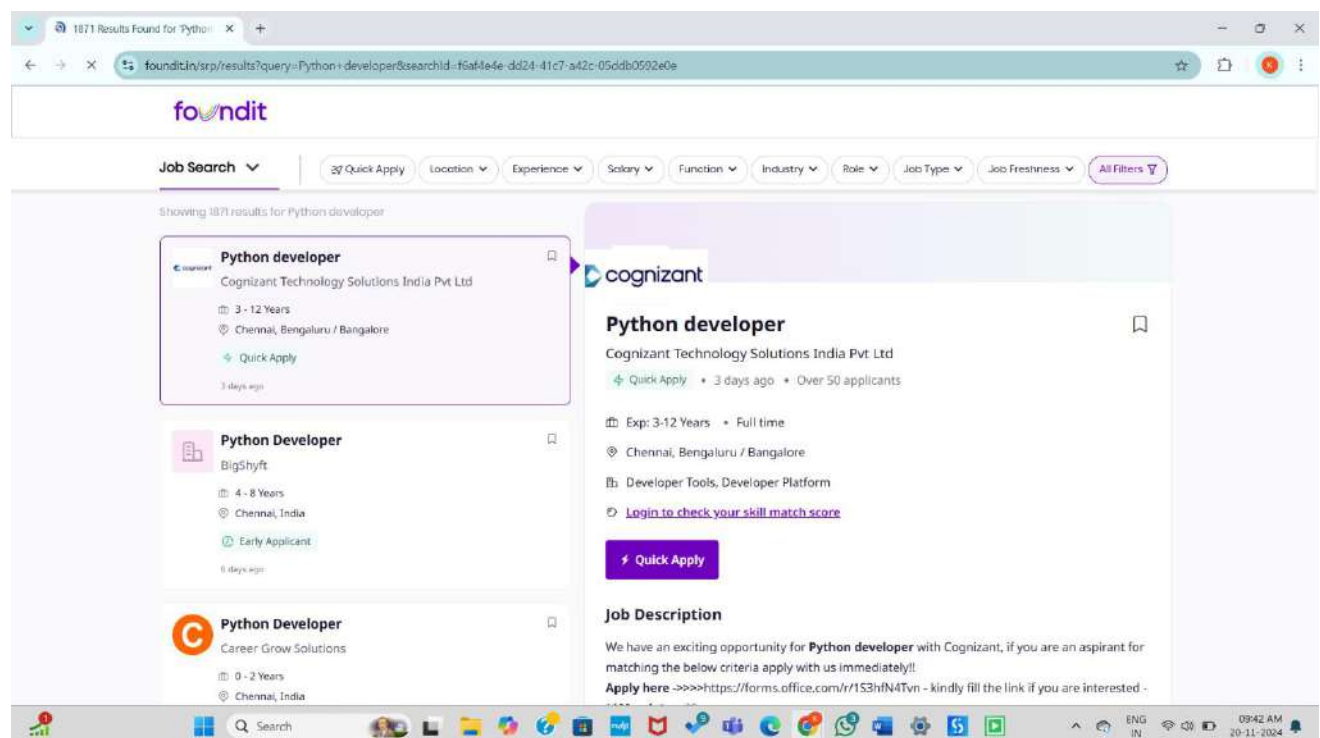 1871 Results Found for 'Python
foundit.in/srp/results?query=Python+developer&searchId=f6af4e4e-dd24-41c7-a42c-05ddb0592e0e
foundit
Job Search
Quick Apply
Location
Experience
Salary
Function
Industry
Role
Job Type
Job Freshness
All Filters
Showing 1871 results for Python developer
cognizant
Python developer
Cognizant Technology Solutions India Pvt Ltd
3 - 12 Years
Chennai, Bengaluru / Bangalore
Quick Apply
3 days ago
Python Developer
BigShyft
4 - 8 Years
Chennai, India
Early Applicant
6 days ago
C
Python Developer
Career Grow Solutions
0 - 2 Years
Chennai, India
cognizant
Python developer
Cognizant Technology Solutions India Pvt Ltd
Quick Apply • 3 days ago • Over 50 applicants
Exp: 3-12 Years • Full time
Chennai, Bengaluru / Bangalore
Developer Tools, Developer Platform
Login to check your skill match score
Quick Apply
Job Description
We have an exciting opportunity for Python developer with Cognizant, if you are an aspirant for
matching the below criteria apply with us immediately!!
Apply here ->>>>https://forms.office.com/r/1S3hfN4Tvn - kindly fill the link if you are interested -
Search
ENG
IN
09:42 AM
20-11-2024